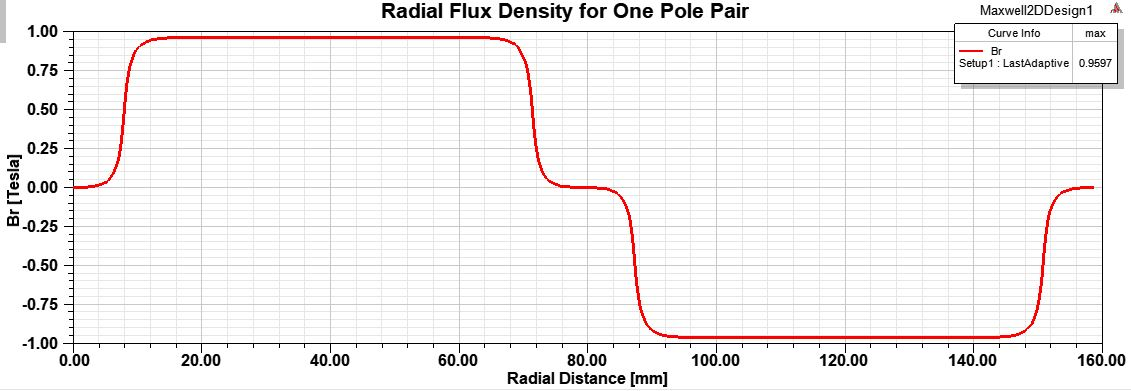 Radial Flux Density for One Pole Pair
Maxwell2DDesign1
Curve Info max
Br
Setup1 : LastAdaptive 0.9597
1.00
0.75
0.50
0.25
0.00
-0.25
-0.50
-0.75
-1.00
Br [Tesla]
0.00 20.00 40.00 60.00 80.00 100.00 120.00 140.00 160.00
Radial Distance [mm]